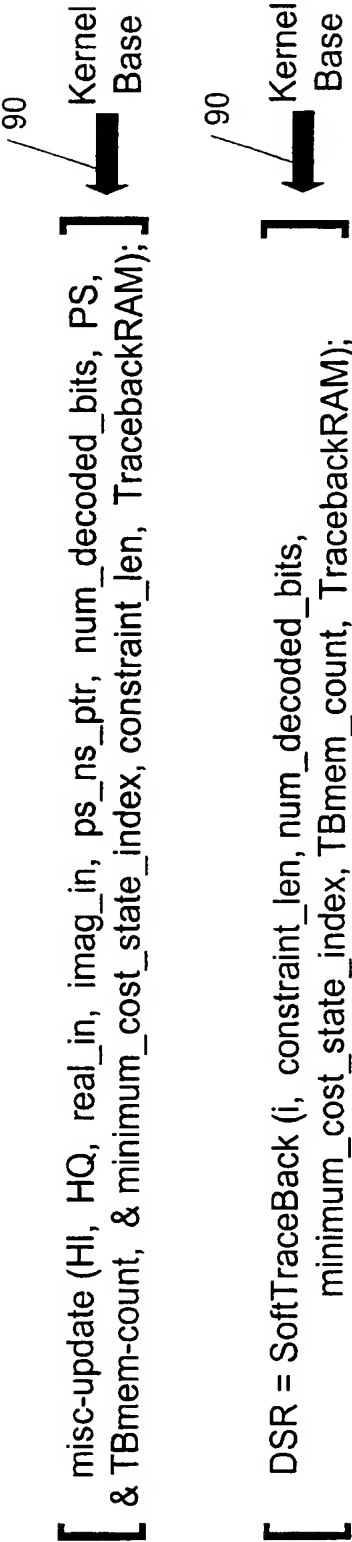 90
misc-update (HI, HQ, real_in, imag_in, ps_ns_ptr, num_decoded_bits, PS,
& TBmem-count, & minimum_cost_state_index, constraint_len, TracebackRAM);
Kernel
Base
90
DSR = SoftTraceBack (i, constraint_len, num_decoded_bits,
minimum_cost_state_index, TBmem_count, TracebackRAM);
Kernel
Base